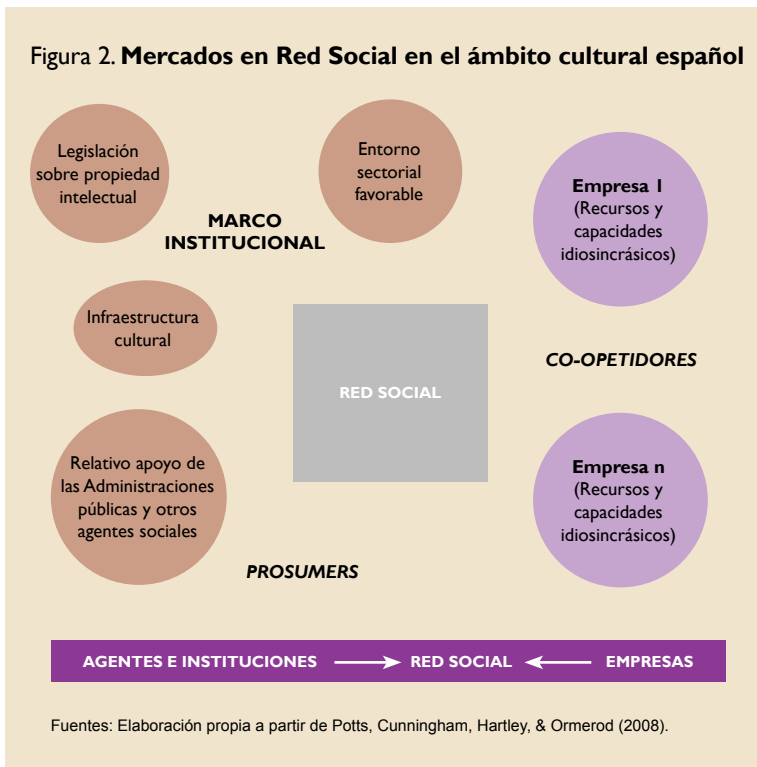 Figura 2. Mercados en Red Social en el ámbito cultural español
Legislación
sobre propiedad
intelectual
Entorno
sectorial
favorable
Empresa 1
(Recursos y
capacidades
idiosincrásicos)
MARCO
INSTITUCIONAL
Infraestructura
cultural
RED SOCIAL
CO-OPETIDORES
Relativo apoyo de
las Administraciones
públicas y otros
agentes sociales
Empresa n
(Recursos y
capacidades
idiosincrásicos)
PROSUMERS
AGENTES E INSTITUCIONES RED SOCIAL EMPRESAS
Fuentes: Elaboración propia a partir de Potts, Cunningham, Hartley, & Ormerod (2008).